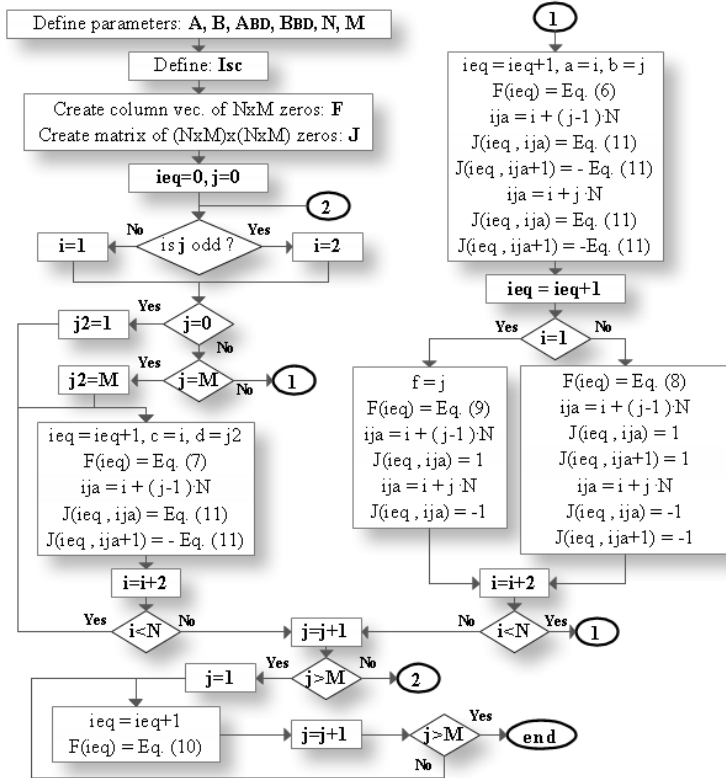 Define parameters: A, B, ABD, BBD, N, M
Define: Isc
Create column vec. of NxM zeros: F
Create matrix of (NxM)x(NxM) zeros: J
ieq=0, j=0
2
is j odd ?
No
Yes
i=1
i=2
j=0
Yes
No
j2=1
j=M
Yes
No
j2=M
1
ieq = ieq+1, c = i, d = j2
F(ieq) = Eq. (7)
ija = i + (j-1)·N
J(ieq , ija) = Eq. (11)
J(ieq , ija+1) = - Eq. (11)
i=i+2
i<N
Yes
No
1
ieq = ieq+1, a = i, b = j
F(ieq) = Eq. (6)
ija = i + (j-1)·N
J(ieq , ija) = Eq. (11)
J(ieq , ija+1) = - Eq. (11)
ija = i + j·N
J(ieq , ija) = Eq. (11)
J(ieq , ija+1) = -Eq. (11)
ieq = ieq+1
i=1
Yes
No
f = j
F(ieq) = Eq. (9)
ija = i + (j-1)·N
J(ieq , ija) = 1
ija = i + j·N
J(ieq , ija) = -1
F(ieq) = Eq. (8)
ija = i + (j-1)·N
J(ieq , ija) = 1
J(ieq , ija+1) = 1
ija = i + j·N
J(ieq , ija) = -1
J(ieq , ija+1) = -1
i=i+2
i<N
No
Yes
1
j=j+1
j>M
Yes
No
2
j=1
ieq = ieq+1
F(ieq) = Eq. (10)
j=j+1
j>M
Yes
No
end